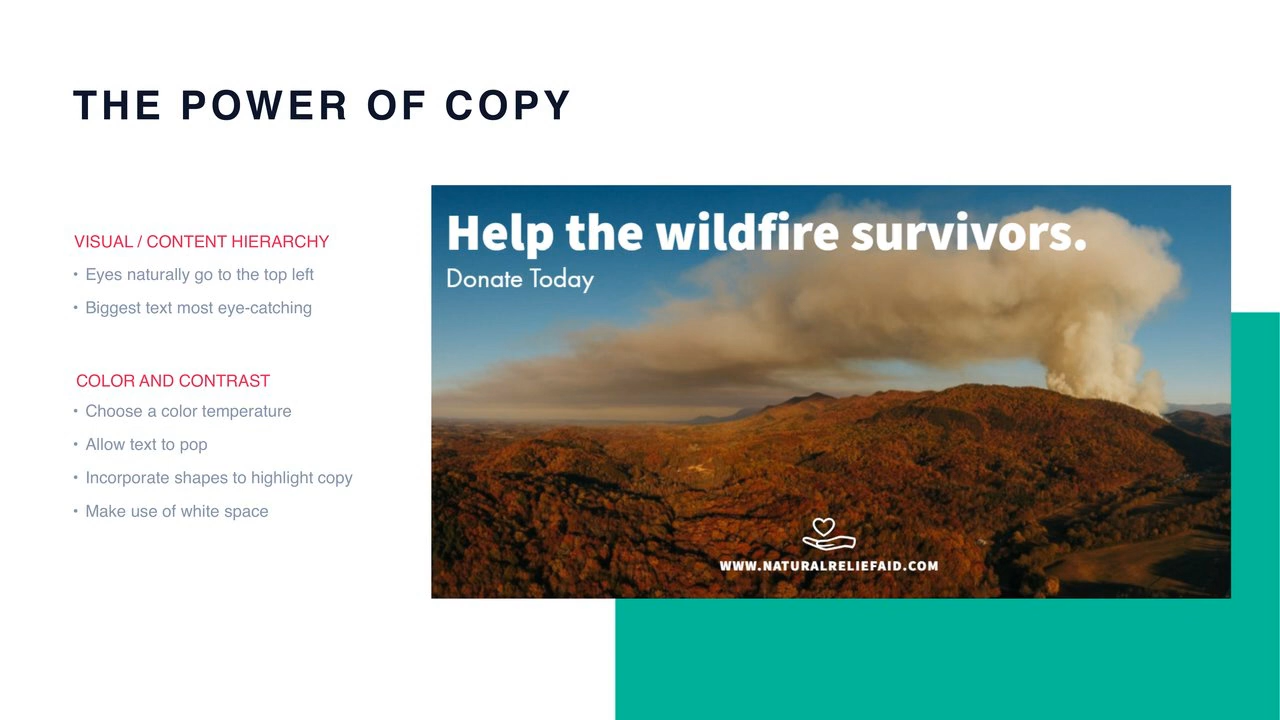 THE POWER OF COPY
VISUAL / CONTENT HIERARCHY
• Eyes naturally go to the top left
• Biggest text most eye-catching
COLOR AND CONTRAST
• Choose a color temperature
• Allow text to pop
• Incorporate shapes to highlight copy
• Make use of white space
Help the wildfire survivors.
Donate Today
WWW.NATURALRELIEFAID.COM